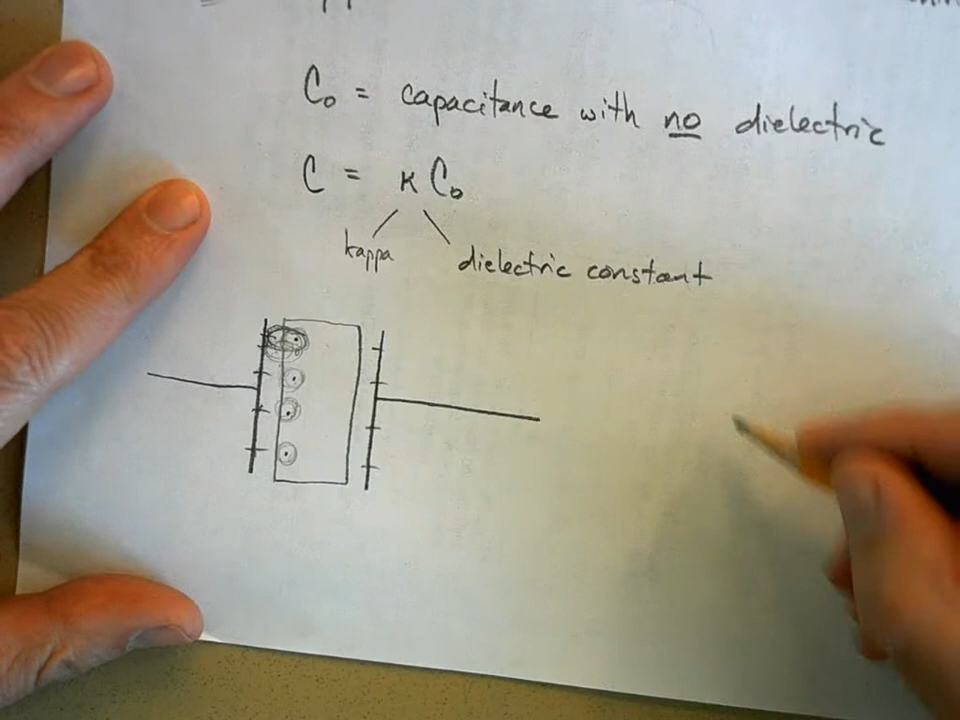 C₀ = capacitance with no dielectric
C = κ C₀
kappa dielectric constant